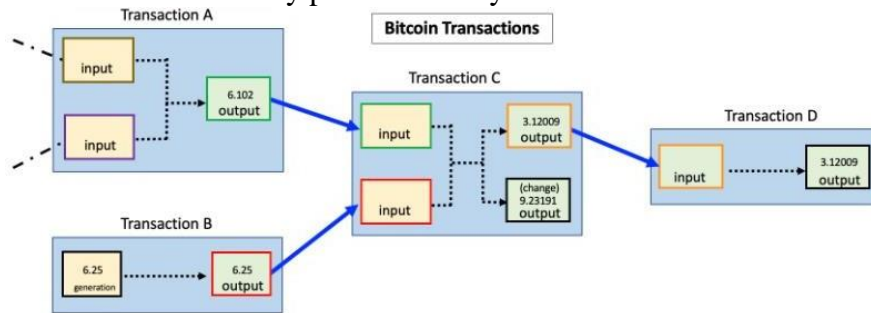 Transaction A
Bitcoin Transactions
input
6.102
output
input
Transaction C
input
3.12009
output
input
(change)
9.23191
output
Transaction D
input
3.12009
output
Transaction B
6.25
generation
6.25
output